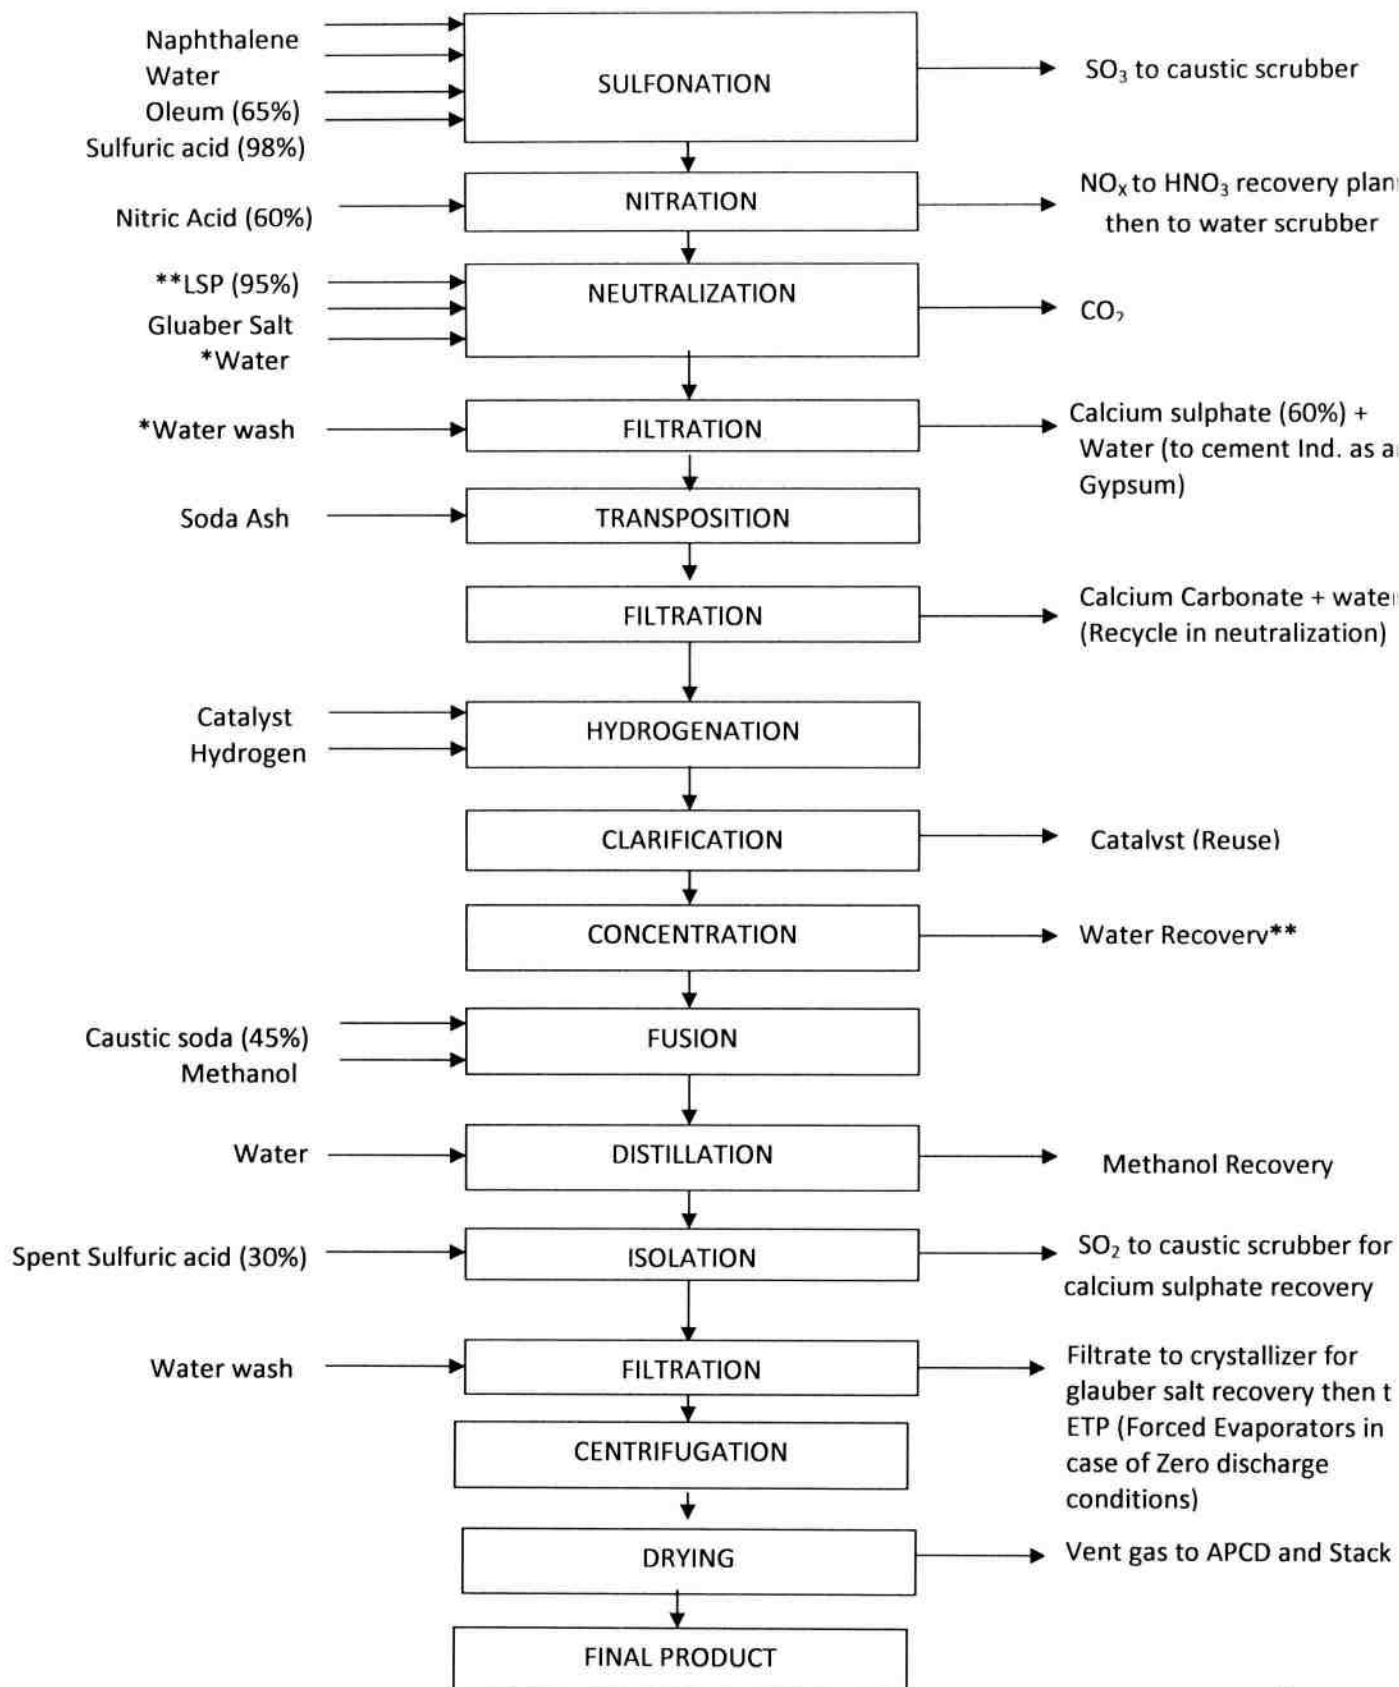 Naphthalene
Water
Oleum (65%)
Sulfuric acid (98%)
SULFONATION
SO₃ to caustic scrubber
Nitric Acid (60%)
NITRATION
NOₓ to HNO₃ recovery plan
then to water scrubber
**LSP (95%)
Gluaber Salt
*Water
NEUTRALIZATION
CO₂
*Water wash
FILTRATION
Calcium sulphate (60%) +
Water (to cement Ind. as a
Gypsum)
Soda Ash
TRANSPOSITION
FILTRATION
Calcium Carbonate + water
(Recycle in neutralization)
Catalyst
Hydrogen
HYDROGENATION
CLARIFICATION
Catalyst (Reuse)
CONCENTRATION
Water Recovery**
Caustic soda (45%)
Methanol
FUSION
Water
DISTILLATION
Methanol Recovery
Spent Sulfuric acid (30%)
ISOLATION
SO₂ to caustic scrubber for
calcium sulphate recovery
Water wash
FILTRATION
Filtrate to crystallizer for
glauber salt recovery then t
ETP (Forced Evaporators in
case of Zero discharge
conditions)
CENTRIFUGATION
DRYING
Vent gas to APCD and Stack
FINAL PRODUCT